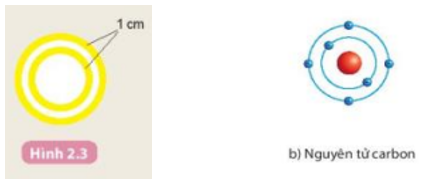 1 cm
Hình 2.3
b) Nguyên tử carbon